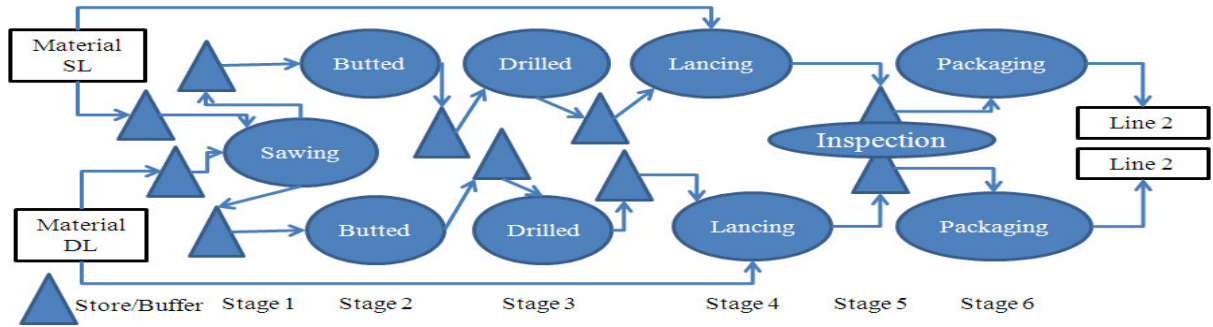 Material
SL
Butted
Drilled
Lancing
Packaging
Line 2
Sawing
Inspection
Line 2
Material
DL
Butted
Drilled
Lancing
Packaging
Store/Buffer
Stage 1
Stage 2
Stage 3
Stage 4
Stage 5
Stage 6